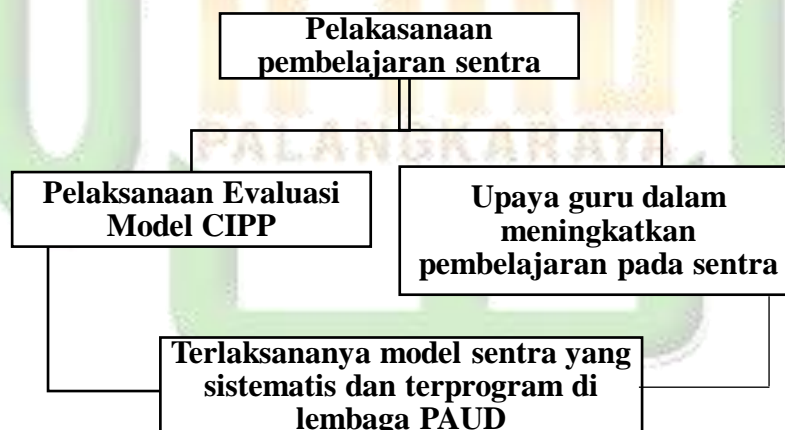 Pelakasanaan
pembelajaran sentra
PALANGKARAYA
Pelaksanaan Evaluasi
Model CIPP
Upaya guru dalam
meningkatkan
pembelajaran pada sentra
Terlaksananya model sentra yang
sistematis dan terprogram di
lembaga PAUD